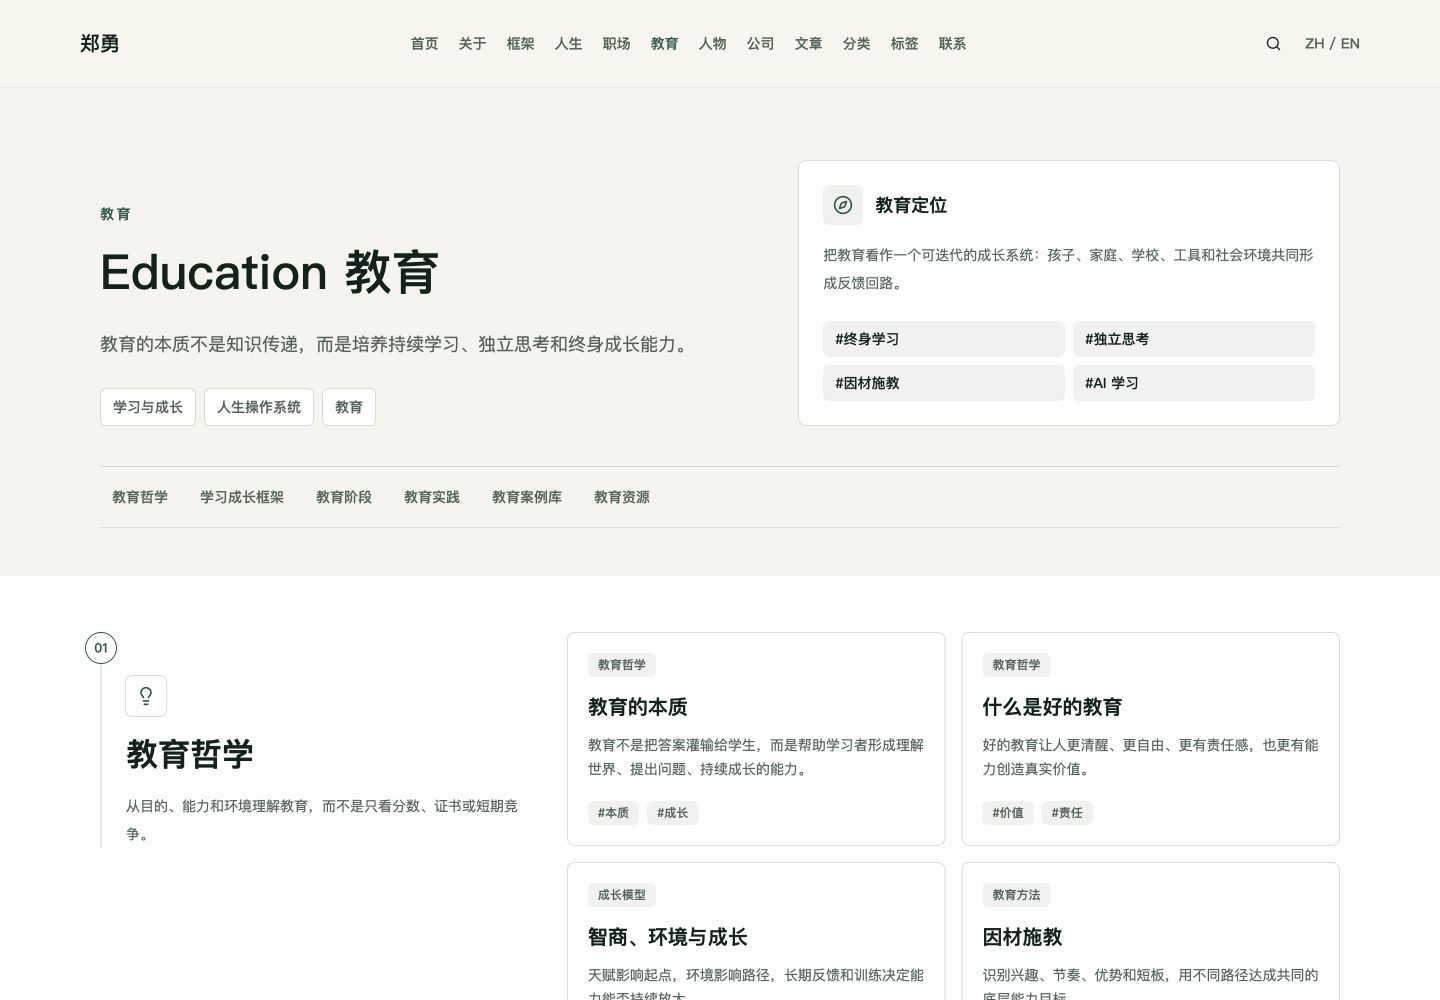 郑勇
首页 关于 框架 人生 职场 教育 人物 公司 文章 分类 标签 联系
ZH / EN
教育
Education 教育
教育的本质不是知识传递，而是培养持续学习、独立思考和终身成长能力。
学习与成长 人生操作系统 教育
教育定位
把教育看作一个可迭代的成长系统：孩子、家庭、学校、工具和社会环境共同形
成反馈回路。
#终身学习 #独立思考
#因材施教 #AI 学习
教育哲学 学习成长框架 教育阶段 教育实践 教育案例库 教育资源
01
教育哲学
从目的、能力和环境理解教育，而不是只看分数、证书或短期竞
争。
教育哲学
教育的本质
教育不是把答案灌输给学生，而是帮助学习者形成理解
世界、提出问题、持续成长的能力。
#本质 #成长
教育哲学
什么是好的教育
好的教育让人更清醒、更自由、更有责任感，也更有能
力创造真实价值。
#价值 #责任
成长模型
智商、环境与成长
天赋影响起点，环境影响路径，长期反馈和训练决定能
力能否持续放大。
教育方法
因材施教
识别兴趣、节奏、优势和短板，用不同路径达成共同的
底层能力目标。